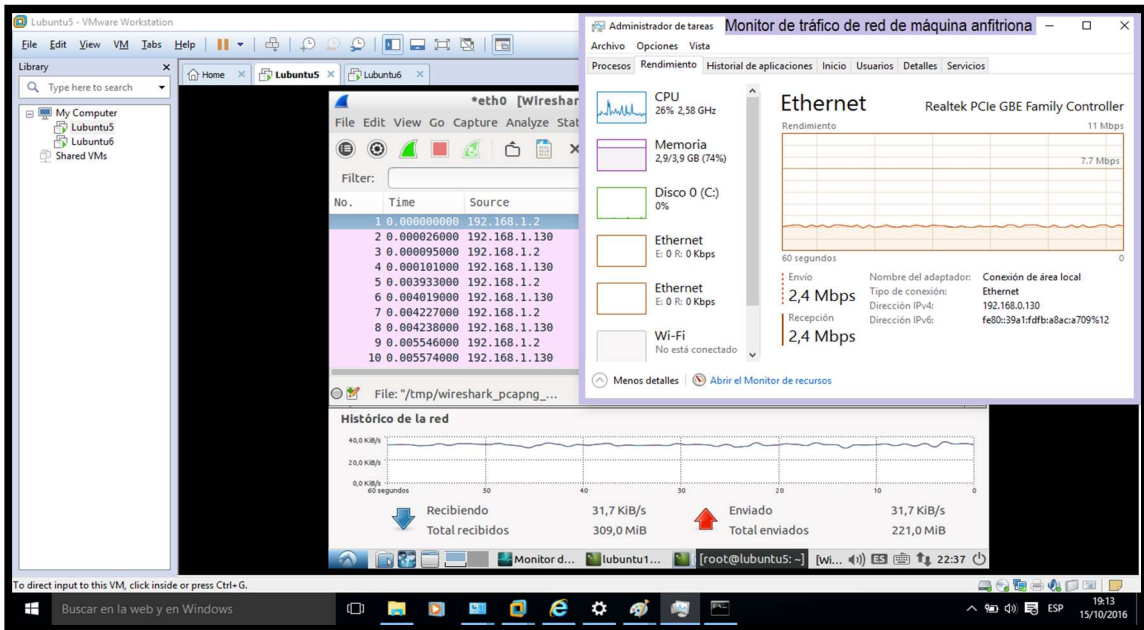 Lubuntu5 - VMware Workstation
File Edit View VM Tabs Help
Library
Type here to search
My Computer
Lubuntu5
Lubuntu6
Shared VMs
Home
Lubuntu5
Lubuntu6
*eth0 [Wireshar
File Edit View Go Capture Analyze Stat
Filter:
No. Time Source
1 0.000000000 192.168.1.2
2 0.000026000 192.168.1.130
3 0.000095000 192.168.1.2
4 0.000101000 192.168.1.130
5 0.003933000 192.168.1.2
6 0.004019000 192.168.1.130
7 0.004227000 192.168.1.2
8 0.004238000 192.168.1.130
9 0.005546000 192.168.1.2
10 0.005574000 192.168.1.130
File: "/tmp/wireshark_pcapng_...
Histórico de la red
40,0 KiB/s
20,0 KiB/s
0,0 KiB/s
60 segundos 50 40 30 20 10 0
Recibiendo 31,7 KiB/s Enviado 31,7 KiB/s
Total recibidos 309,0 MiB Total enviados 221,0 MiB
Monitor d... lubuntu1... [root@lubuntu5: ~] [Wi... ES 22:37
Administrador de tareas Monitor de tráfico de red de máquina anfitriona
Archivo Opciones Vista
Procesos Rendimiento Historial de aplicaciones Inicio Usuarios Detalles Servicios
CPU
26% 2,58 GHz
Memoria
2,9/3,9 GB (74%)
Disco 0 (C:)
0%
Ethernet
E: 0 R: 0 Kbps
Ethernet
E: 0 R: 0 Kbps
Wi-Fi
No está conectado
Ethernet Realtek PCIe GBE Family Controller
Rendimiento 11 Mbps
7.7 Mbps
60 segundos 0
Envío
2,4 Mbps
Recepción
2,4 Mbps
Nombre del adaptador: Conexión de área local
Tipo de conexión: Ethernet
Dirección IPv4: 192.168.0.130
Dirección IPv6: fe80::39a1:fdfb:a8ac:a709%12
Menos detalles Abrir el Monitor de recursos
To direct input to this VM, click inside or press Ctrl+G.
Buscar en la web y en Windows
ESP
19:13
15/10/2016